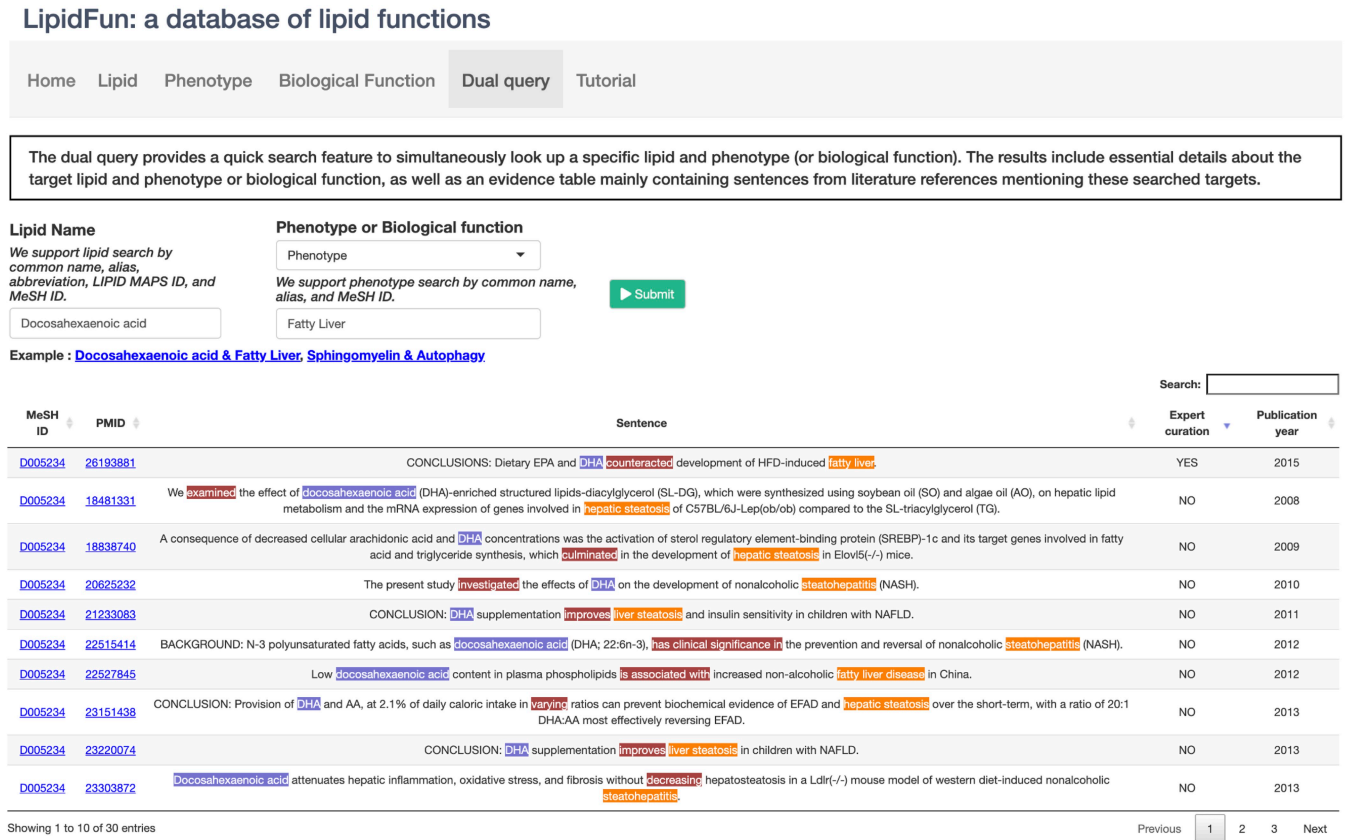 LipidFun: a database of lipid functions
Home Lipid Phenotype Biological Function Dual query Tutorial
The dual query provides a quick search feature to simultaneously look up a specific lipid and phenotype (or biological function). The results include essential details about the
target lipid and phenotype or biological function, as well as an evidence table mainly containing sentences from literature references mentioning these searched targets.
Lipid Name
We support lipid search by
common name, alias,
abbreviation, LIPID MAPS ID, and
MeSH ID.
Docosahexaenoic acid
Phenotype or Biological function
Phenotype
We support phenotype search by common name,
alias, and MeSH ID.
Fatty Liver
Submit
Example : Docosahexaenoic acid & Fatty Liver, Sphingomyelin & Autophagy
Search:
MeSH ID PMID Sentence Expert curation Publication year
D005234 26193881 CONCLUSIONS: Dietary EPA and DHA counteracted development of HFD-induced fatty liver. YES 2015
D005234 18481331 We examined the effect of docosahexaenoic acid (DHA)-enriched structured lipids-diacylglycerol (SL-DG), which were synthesized using soybean oil (SO) and algae oil (AO), on hepatic lipid
metabolism and the mRNA expression of genes involved in hepatic steatosis of C57BL/6J-Lep(ob/ob) compared to the SL-triacylglycerol (TG). NO 2008
D005234 18838740 A consequence of decreased cellular arachidonic acid and DHA concentrations was the activation of sterol regulatory element-binding protein (SREBP)-1c and its target genes involved in fatty
acid and triglyceride synthesis, which culminated in the development of hepatic steatosis in Elovl5(-/-) mice. NO 2009
D005234 20625232 The present study investigated the effects of DHA on the development of nonalcoholic steatohepatitis (NASH). NO 2010
D005234 21233083 CONCLUSION: DHA supplementation improves liver steatosis and insulin sensitivity in children with NAFLD. NO 2011
D005234 22515414 BACKGROUND: N-3 polyunsaturated fatty acids, such as docosahexaenoic acid (DHA; 22:6n-3), has clinical significance in the prevention and reversal of nonalcoholic steatohepatitis (NASH). NO 2012
D005234 22527845 Low docosahexaenoic acid content in plasma phospholipids is associated with increased non-alcoholic fatty liver disease in China. NO 2012
D005234 23151438 CONCLUSION: Provision of DHA and AA, at 2.1% of daily caloric intake in varying ratios can prevent biochemical evidence of EFAD and hepatic steatosis over the short-term, with a ratio of 20:1
DHA:AA most effectively reversing EFAD. NO 2013
D005234 23220074 CONCLUSION: DHA supplementation improves liver steatosis in children with NAFLD. NO 2013
D005234 23303872 Docosahexaenoic acid attenuates hepatic inflammation, oxidative stress, and fibrosis without decreasing hepatosteatosis in a Ldlr(-/-) mouse model of western diet-induced nonalcoholic
steatohepatitis. NO 2013
Showing 1 to 10 of 30 entries
Previous 1 2 3 Next